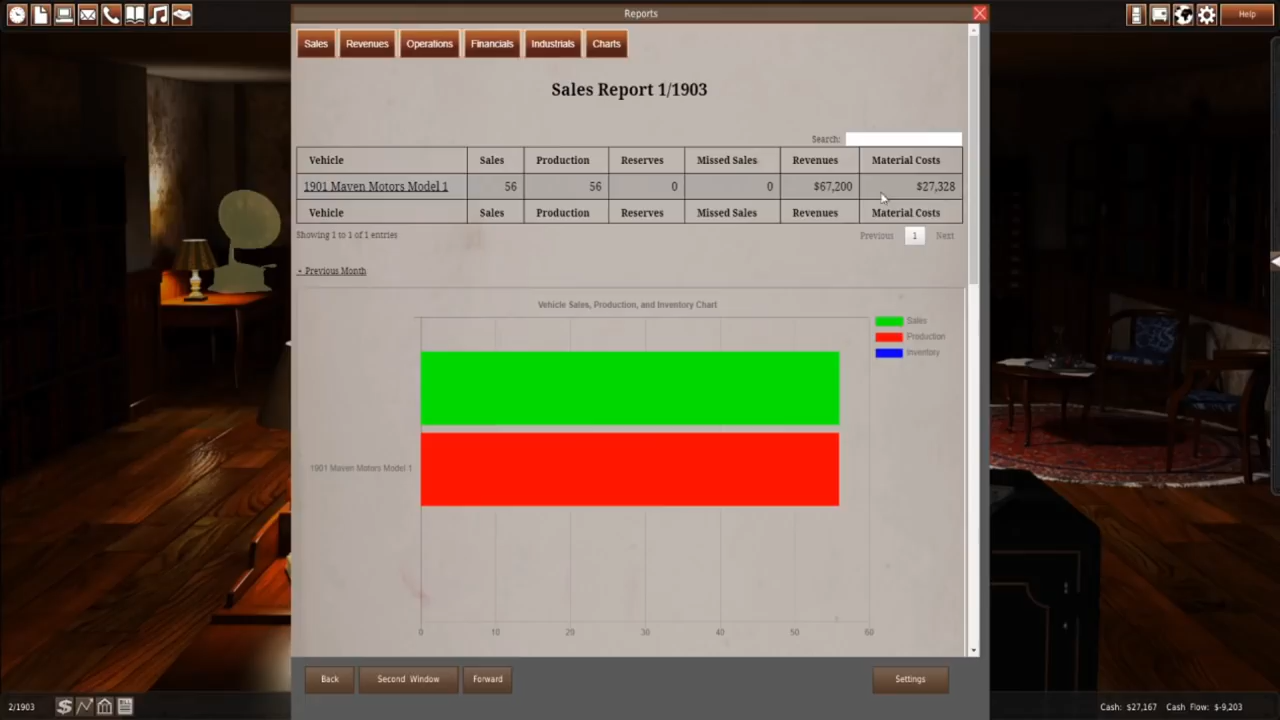 Reports
Help
Sales Revenues Operations Financials Industrials Charts
Sales Report 1/1903
Search:
Vehicle Sales Production Reserves Missed Sales Revenues Material Costs
1901 Maven Motors Model 1 56 56 0 0 $67,200 $27,328
Vehicle Sales Production Reserves Missed Sales Revenues Material Costs
Showing 1 to 1 of 1 entries
Previous 1 Next
- Previous Month
Vehicle Sales, Production, and Inventory Chart
Sales
Production
Inventory
1901 Maven Motors Model 1
0 10 20 30 40 50 60
Back Second Window Forward Settings
2/1903 Cash: $27,167 Cash Flow: $-9,203